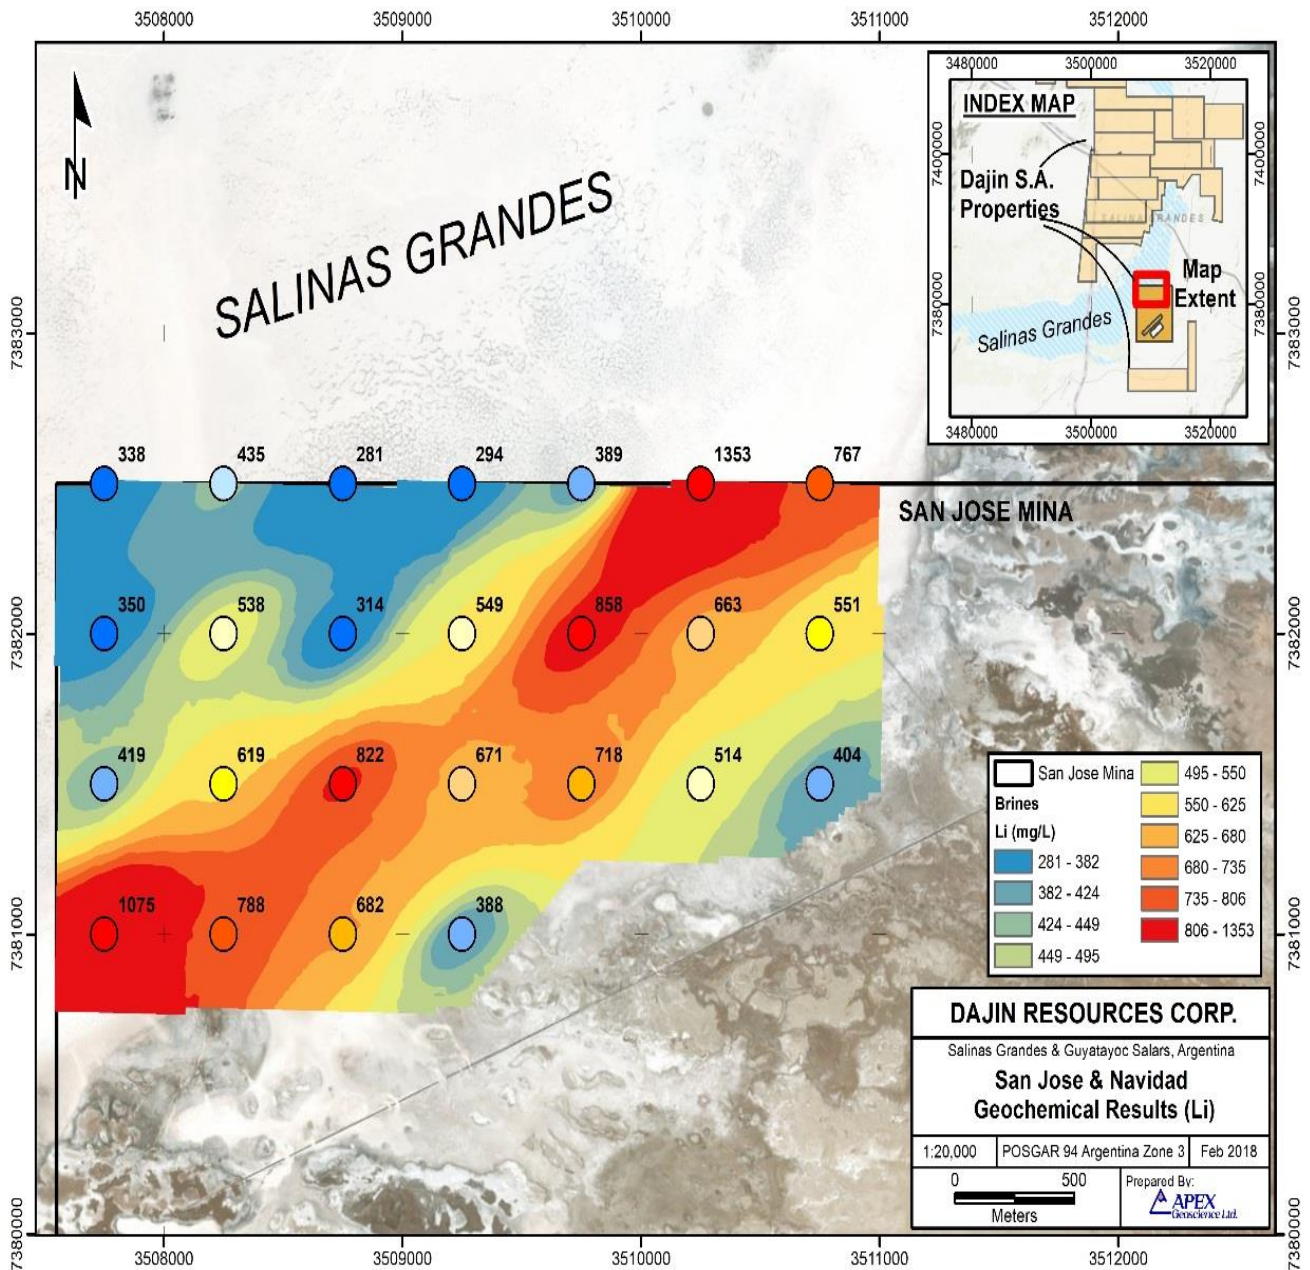 3508000 3509000 3510000 3511000 3512000
3480000 3500000 3520000
INDEX MAP
7400000 7400000
Dajin S.A.
Properties
SALINA GRANDES
Map
Extent
7380000 7380000
Salinas Grandes
3480000 3500000 3520000
N
SALINAS GRANDES
7383000 7383000
338 435 281 294 389 1353 767
SAN JOSE MINA
350 538 314 549 858 663 551
7382000 7382000
419 619 822 671 718 514 404
1075 788 682 388
7381000 7381000
San Jose Mina
Brines
Li (mg/L)
281 - 382
382 - 424
424 - 449
449 - 495
495 - 550
550 - 625
625 - 680
680 - 735
735 - 806
806 - 1353
DAJIN RESOURCES CORP.
Salinas Grandes & Guyatayoc Salars, Argentina
San Jose & Navidad
Geochemical Results (Li)
1:20,000 POSGAR 94 Argentina Zone 3 Feb 2018
0 500
Meters
Prepared By:
APEX
Geoscience Ltd.
7380000 7380000
3508000 3509000 3510000 3511000 3512000